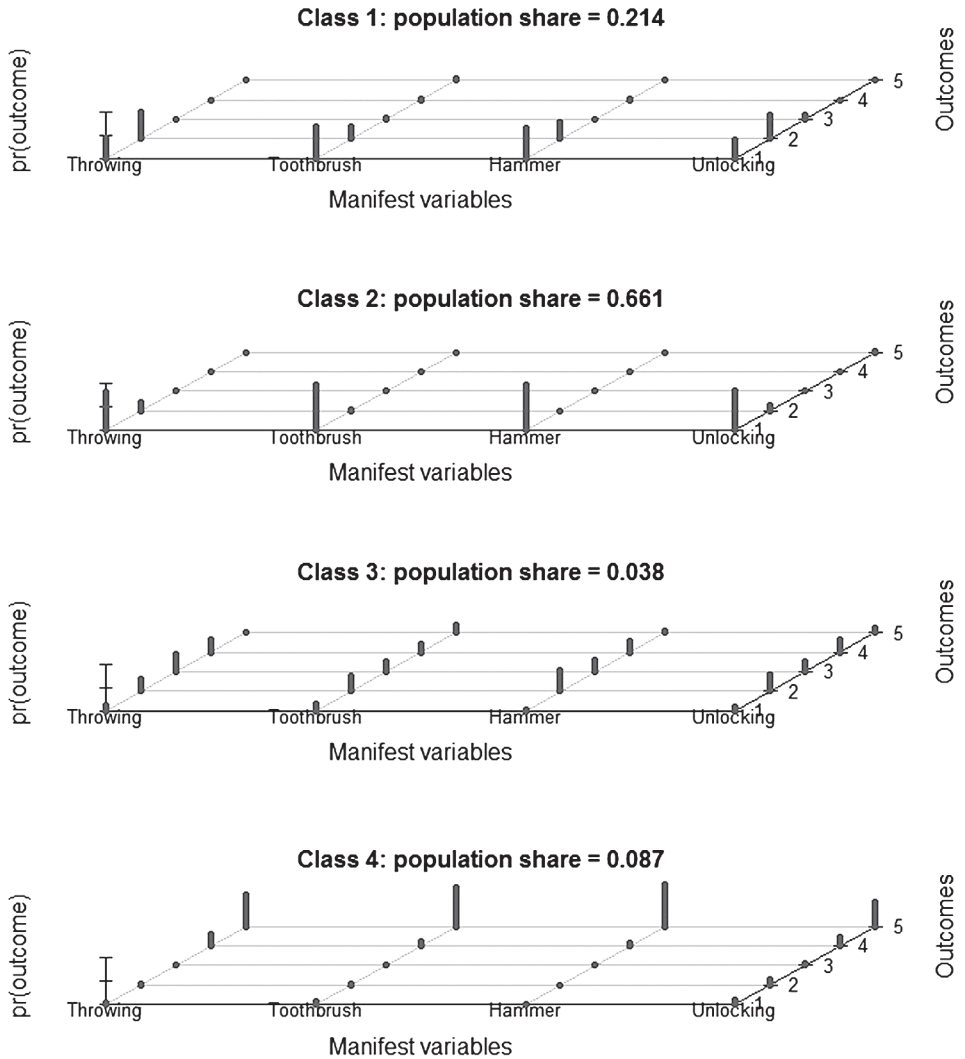 Class 1: population share = 0.214
pr(outcome)
Outcomes
5
4
3
2
1
Throwing Toothbrush Hammer Unlocking
Manifest variables
Class 2: population share = 0.661
pr(outcome)
Outcomes
5
4
3
2
1
Throwing Toothbrush Hammer Unlocking
Manifest variables
Class 3: population share = 0.038
pr(outcome)
Outcomes
5
4
3
2
1
Throwing Toothbrush Hammer Unlocking
Manifest variables
Class 4: population share = 0.087
pr(outcome)
Outcomes
5
4
3
2
1
Throwing Toothbrush Hammer Unlocking
Manifest variables